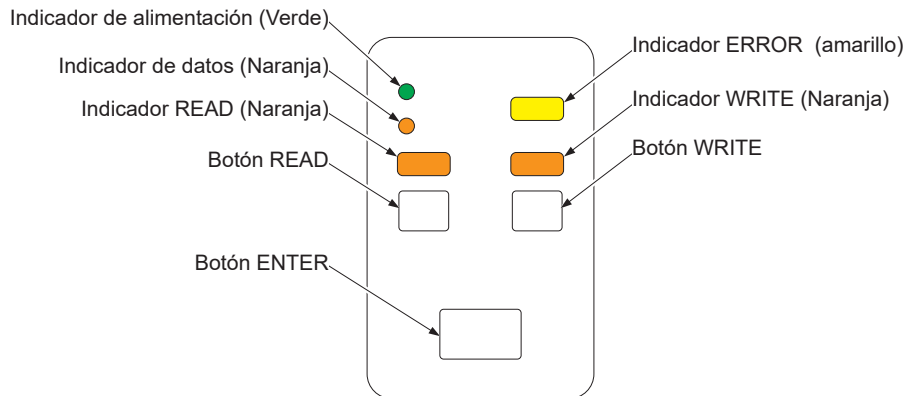 Indicador de alimentación (Verde)
Indicador de datos (Naranja)
Indicador READ (Naranja)
Botón READ
Botón ENTER
Indicador ERROR  (amarillo)
Indicador WRITE (Naranja)
Botón WRITE